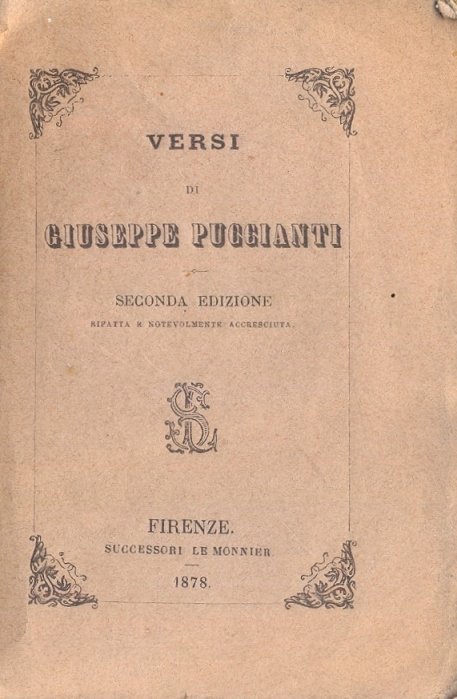 VERSI
DI
GIUSEPPE PUCCIANTI
SECONDA EDIZIONE
RIFATTA E NOTEVOLMENTE ACCRESCIUTA.
FIRENZE.
SUCCESSORI LE MONNIER
1878.